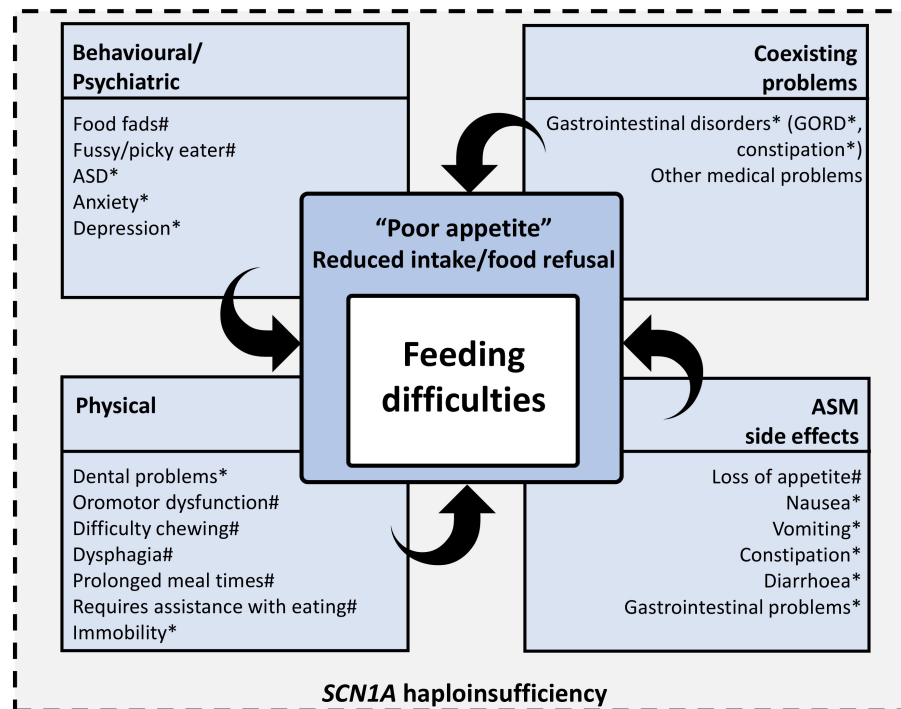 Behavioural/
Psychiatric
Food fads#
Fussy/picky eater#
ASD*
Anxiety*
Depression*
Coexisting
problems
Gastrointestinal disorders* (GORD*,
constipation*)
Other medical problems
“Poor appetite”
Reduced intake/food refusal
Feeding
difficulties
Physical
Dental problems*
Oromotor dysfunction#
Difficulty chewing#
Dysphagia#
Prolonged meal times#
Requires assistance with eating#
Immobility*
ASM
side effects
Loss of appetite#
Nausea*
Vomiting*
Constipation*
Diarrhoea*
Gastrointestinal problems*
SCN1A haploinsufficiency